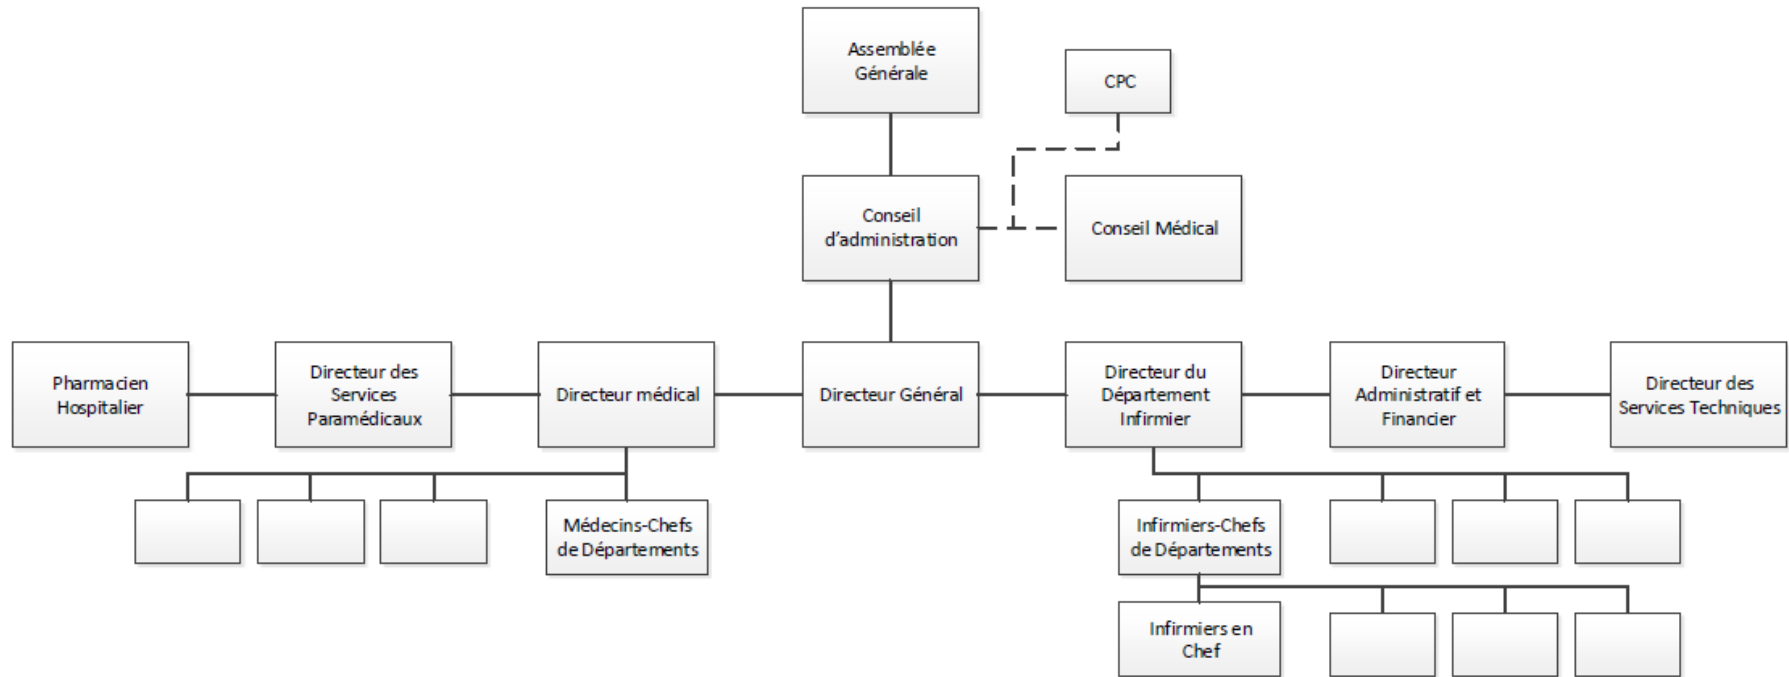 Assemblée
Générale
CPC
Conseil
d’administration
Conseil Médical
Pharmacien
Hospitalier
Directeur des
Services
Paramédicaux
Directeur médical
Directeur Général
Directeur du
Département
Infirmier
Directeur
Administratif et
Financier
Directeur des
Services Techniques
Médecins-Chefs
de Départements
Infirmiers-Chefs
de Départements
Infirmiers en
Chef